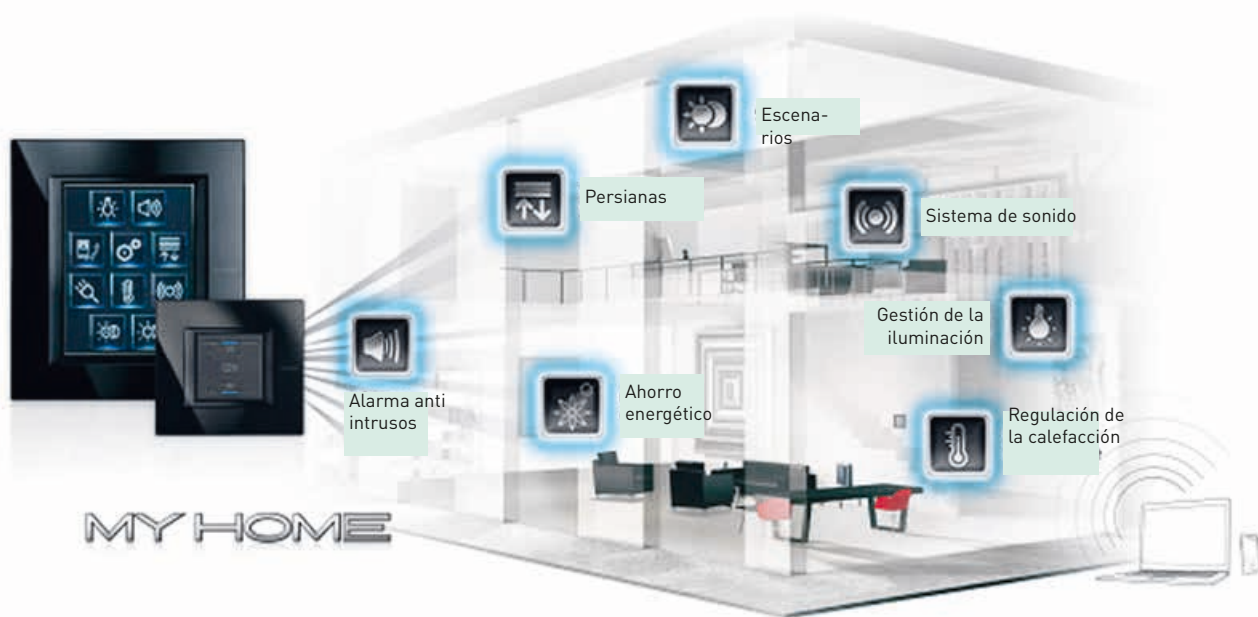 Escena-
rios
Persianas
Sistema de sonido
Gestión de la
iluminación
Alarma anti
intrusos
Ahorro
energético
Regulación de
la calefacción
MY HOME